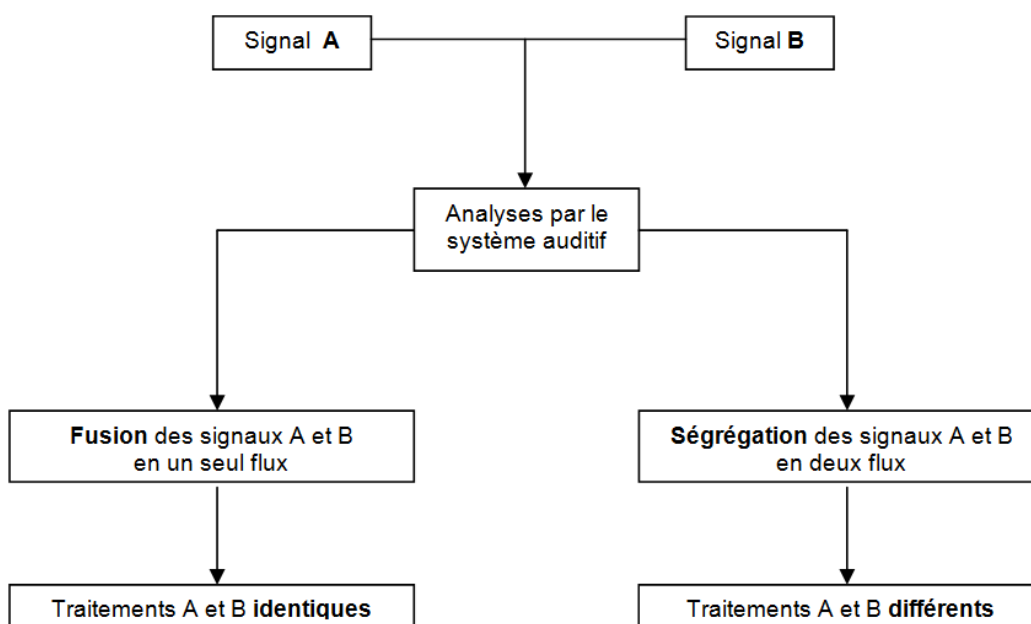 Signal A
Signal B
Analyses par le
système auditif
Fusion des signaux A et B
en un seul flux
Ségrégation des signaux A et B
en deux flux
Traitements A et B identiques
Traitements A et B différents